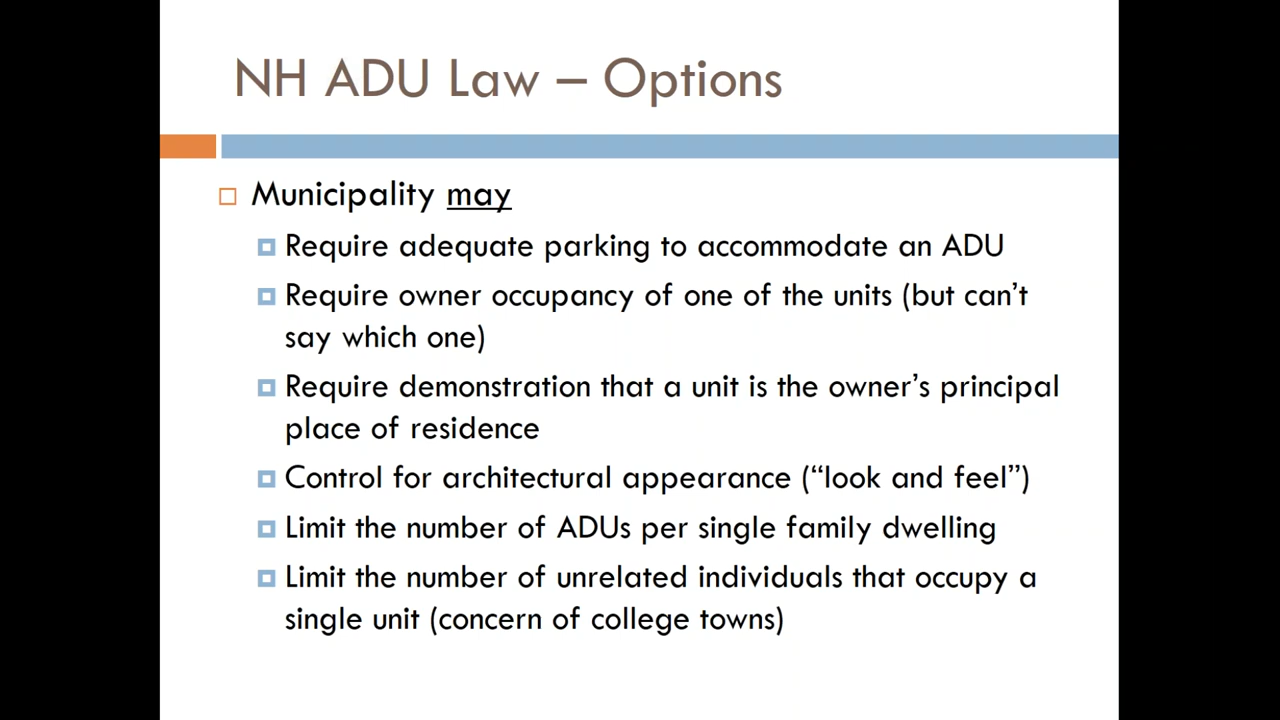 NH ADU Law – Options
Municipality may
Require adequate parking to accommodate an ADU
Require owner occupancy of one of the units (but can’t
say which one)
Require demonstration that a unit is the owner’s principal
place of residence
Control for architectural appearance (“look and feel”)
Limit the number of ADUs per single family dwelling
Limit the number of unrelated individuals that occupy a
single unit (concern of college towns)